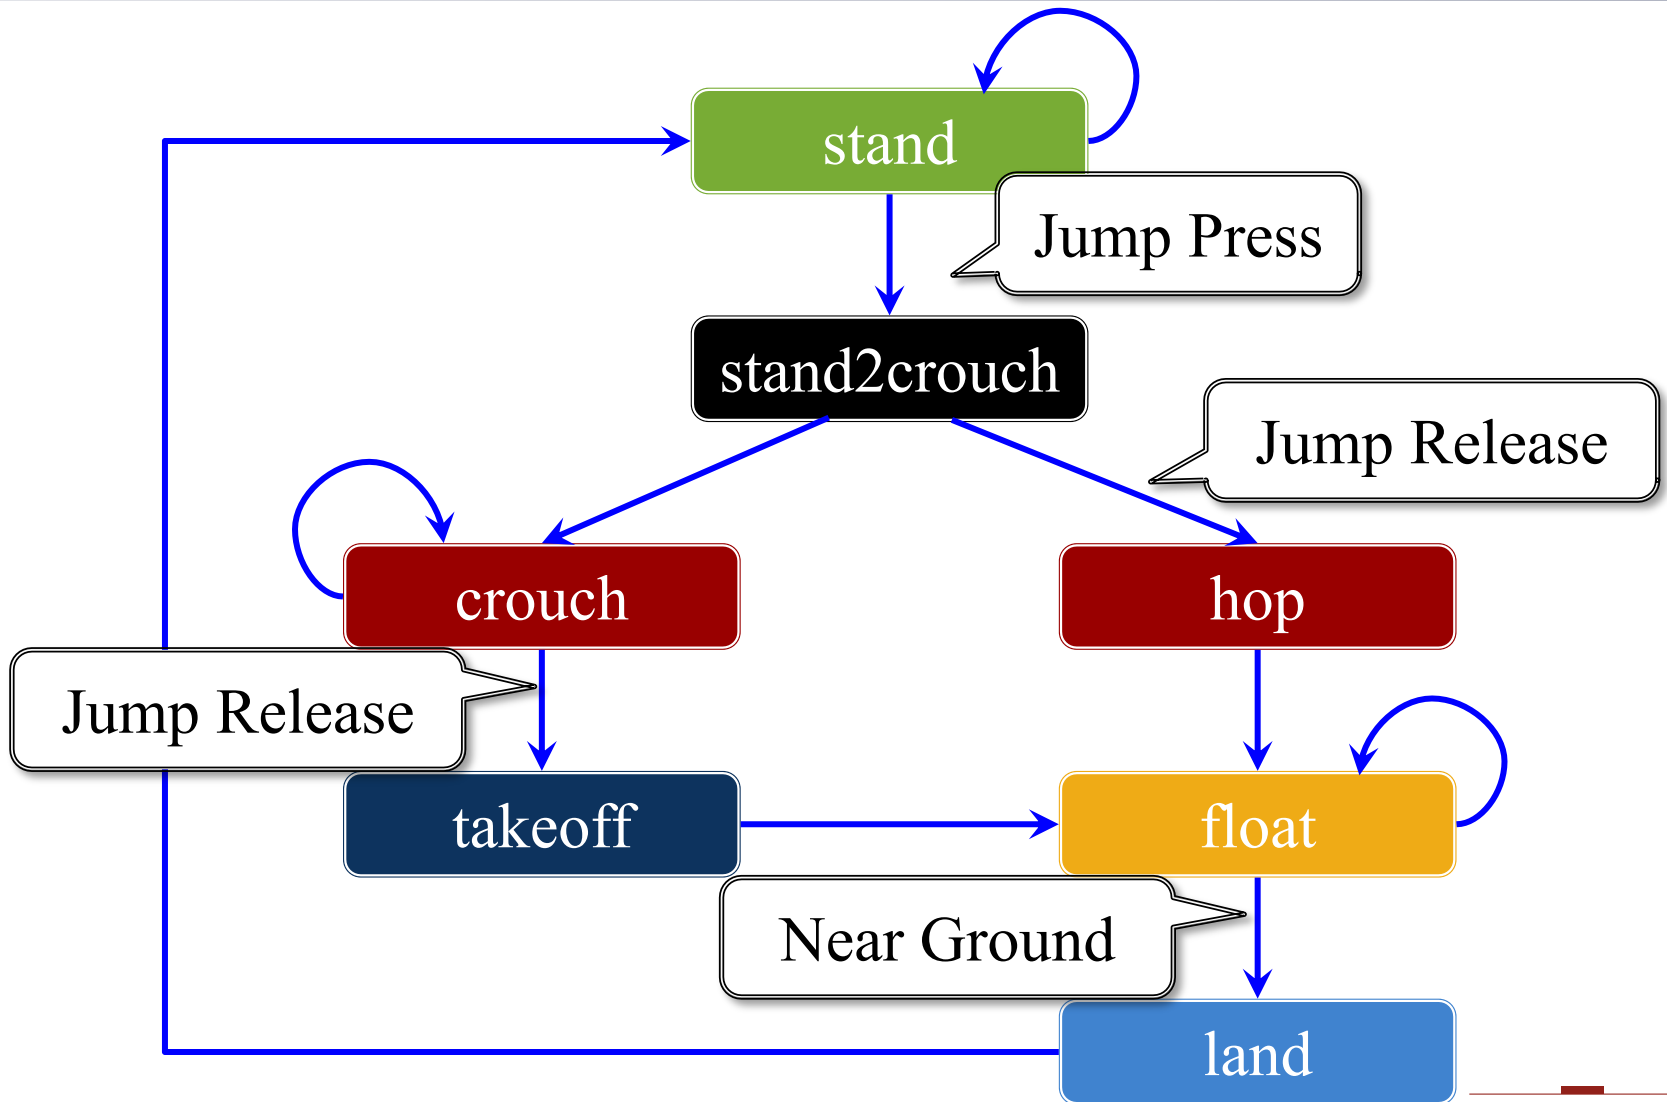 stand
Jump Press
stand2crouch
Jump Release
crouch
hop
Jump Release
takeoff
float
Near Ground
land